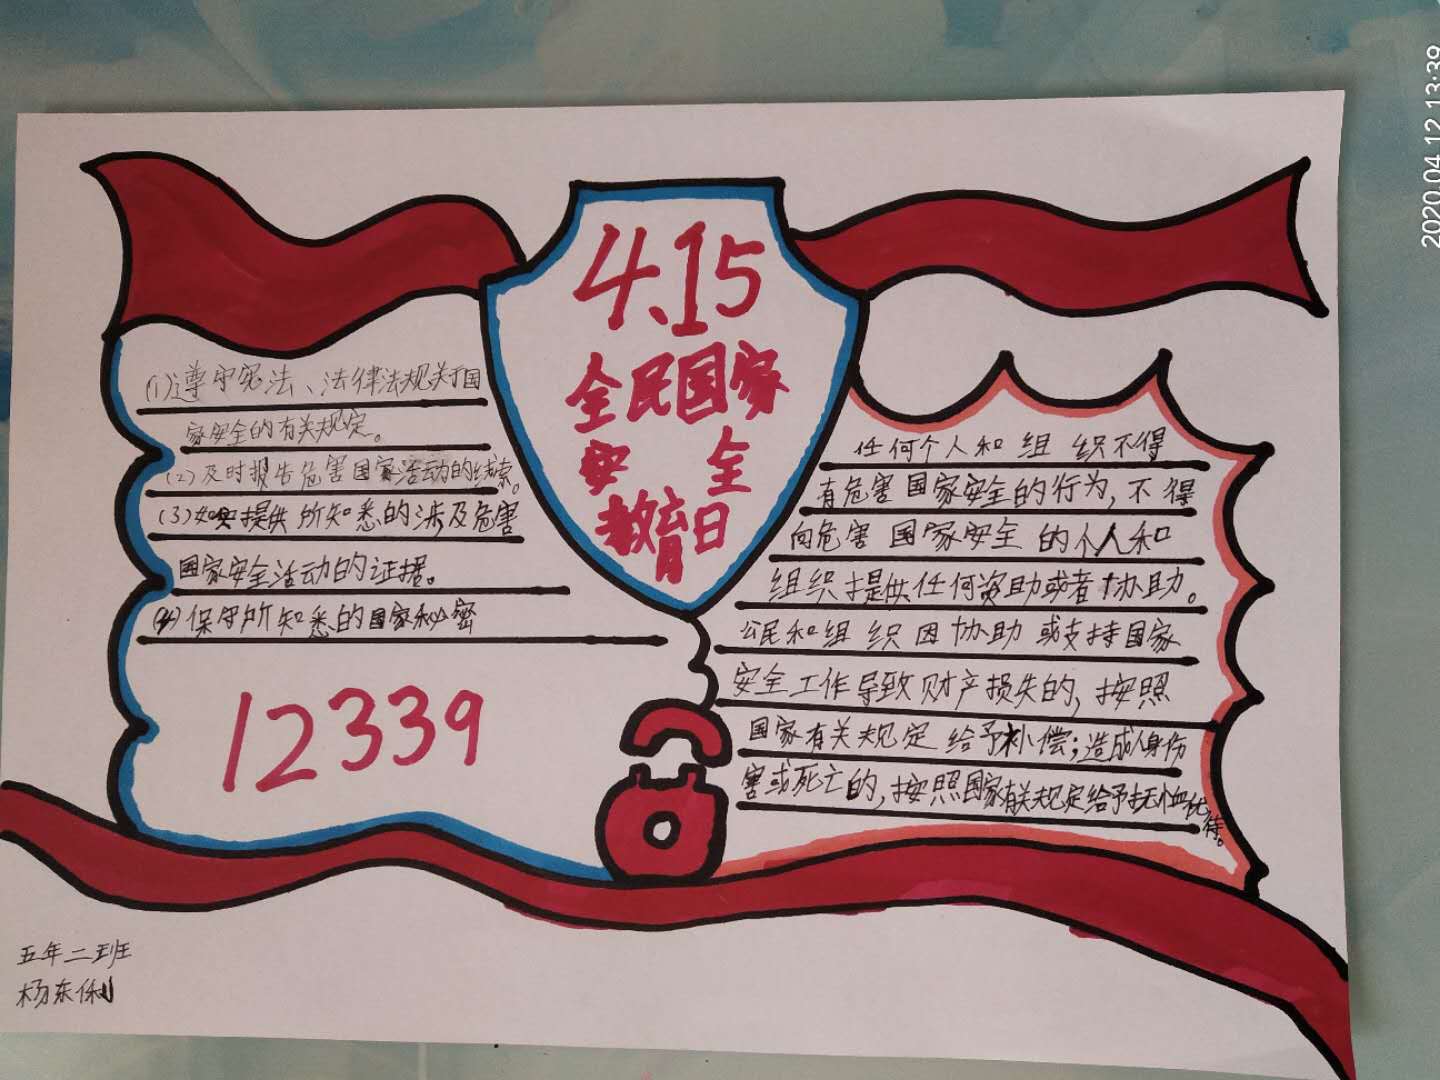 4.15
全民国家
安全
教育日
(1)遵守宪法、法律法规关于国
家安全的有关规定。
(2)及时报告危害国家活动的线索。
(3)如实提供所知悉的涉及危害
国家安全活动的证据。
(4)保守所知悉的国家秘密
12339
任何个人和组织不得
有危害国家安全的行为,不得
向危害国家安全的个人和
组织提供任何资助或者协助。
公民和组织因协助或支持国家
安全工作导致财产损失的,按照
国家有关规定给予补偿;造成人身伤
害或死亡的,按照国家有关规定给予抚恤优待。
五年二班
杨东俐
2020.04.12 13:39